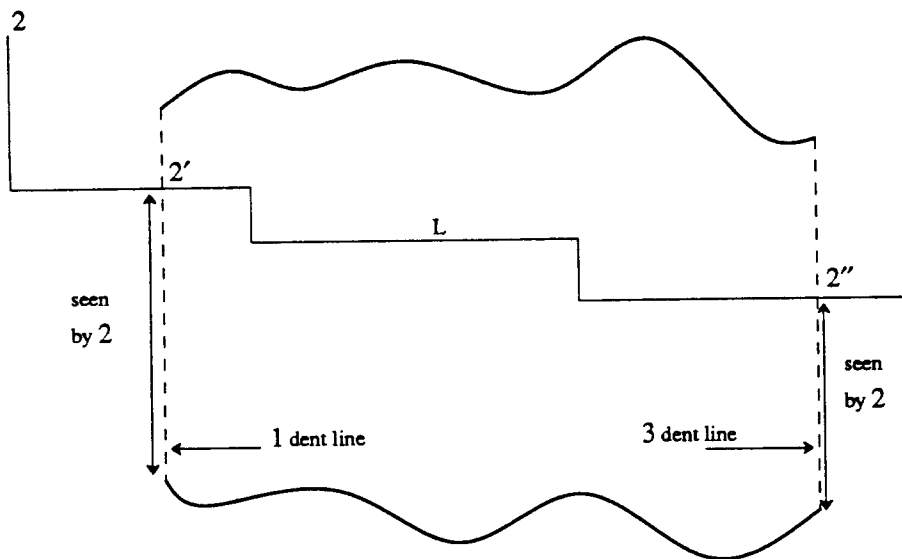 2
2′
L
2″
seen
by 2
seen
by 2
1 dent line
3 dent line